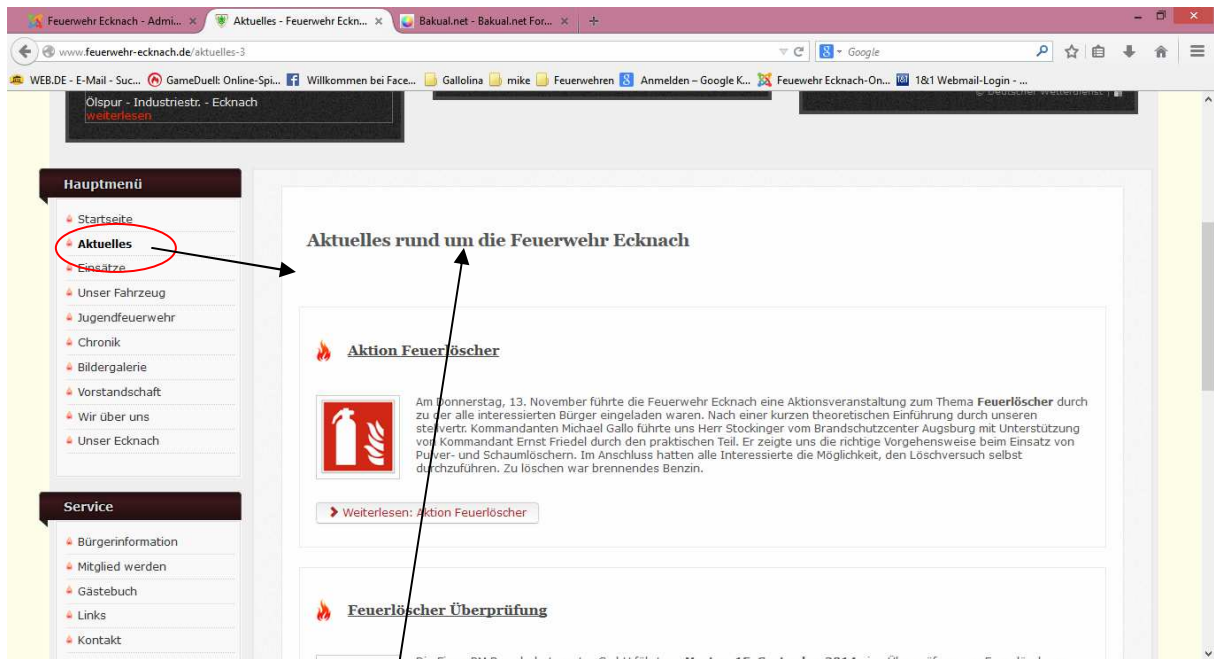 Feuerwehr Ecknach - Admi...
Aktuelles - Feuerwehr Eckn...
Bakual.net - Bakual.net For...
www.feuerwehr-ecknach.de/aktuelles-3
Google
WEB.DE - E-Mail - Suc...
GameDuell: Online-Spi...
Willkommen bei Face...
Gallolina
mike
Feuerwehren
Anmelden – Google K...
Feuewehr Ecknach-On...
1&1 Webmail-Login - ...
Ölspur - Industriestr. - Ecknach
weiterlesen
© Deutscher Wetterdienst |
Hauptmenü
Startseite
Aktuelles
Einsätze
Unser Fahrzeug
Jugendfeuerwehr
Chronik
Bildergalerie
Vorstandschaft
Wir über uns
Unser Ecknach
Service
Bürgerinformation
Mitglied werden
Gästebuch
Links
Kontakt
Aktuelles rund um die Feuerwehr Ecknach
Aktion Feuerlöscher
Am Donnerstag, 13. November führte die Feuerwehr Ecknach eine Aktionsveranstaltung zum Thema Feuerlöscher durch
zu der alle interessierten Bürger eingeladen waren. Nach einer kurzen theoretischen Einführung durch unseren
stellvertr. Kommandanten Michael Gallo führte uns Herr Stockinger vom Brandschutzcenter Augsburg mit Unterstützung
von Kommandant Ernst Friedel durch den praktischen Teil. Er zeigte uns die richtige Vorgehensweise beim Einsatz von
Pulver- und Schaumlöschern. Im Anschluss hatten alle Interessierte die Möglichkeit, den Löschversuch selbst
durchzuführen. Zu löschen war brennendes Benzin.
Weiterlesen: Aktion Feuerlöscher
Feuerlöscher Überprüfung